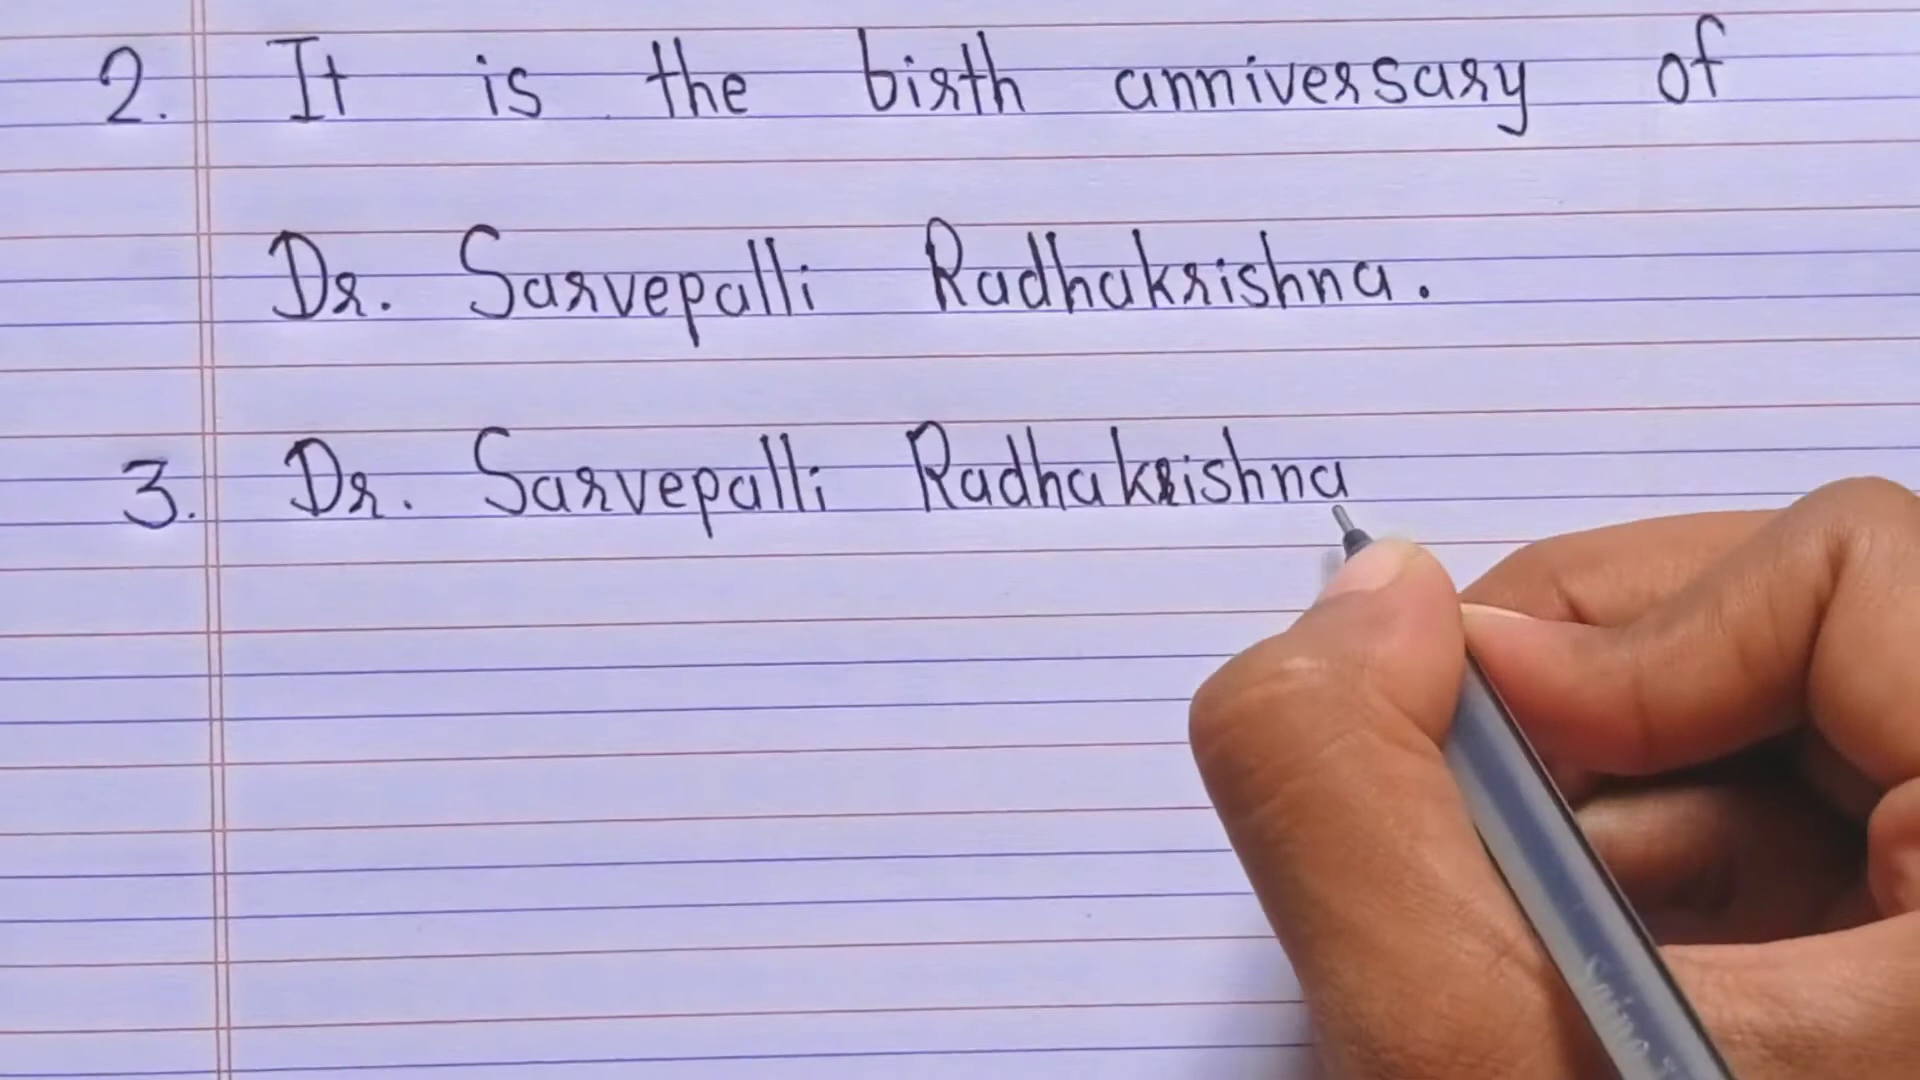 2. It is the birth anniversary of
Dr. Sarvepalli Radhakrishna.
3. Dr. Sarvepalli Radhakrishna